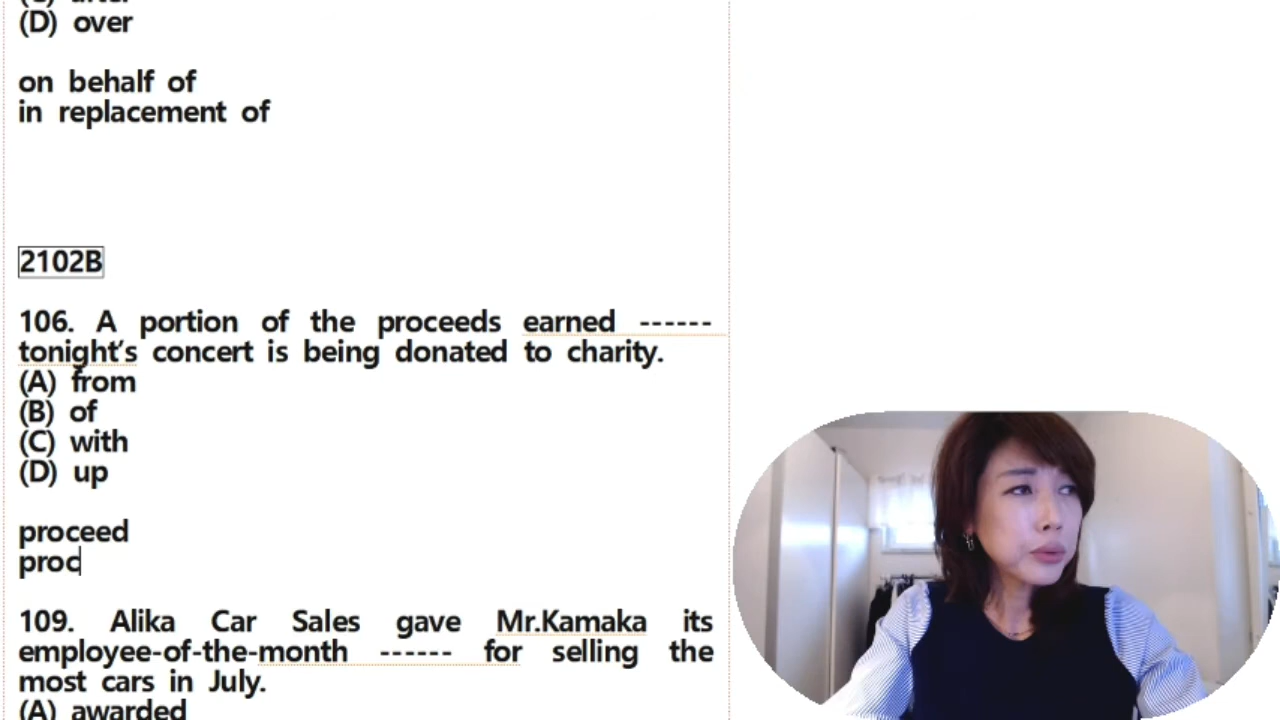 (D) over
on behalf of
in replacement of
2102B
106. A portion of the proceeds earned ------
tonight's concert is being donated to charity.
(A) from
(B) of
(C) with
(D) up
proceed
proc
109. Alika Car Sales gave Mr.Kamaka its
employee-of-the-month ------ for selling the
most cars in July.
(A) awarded